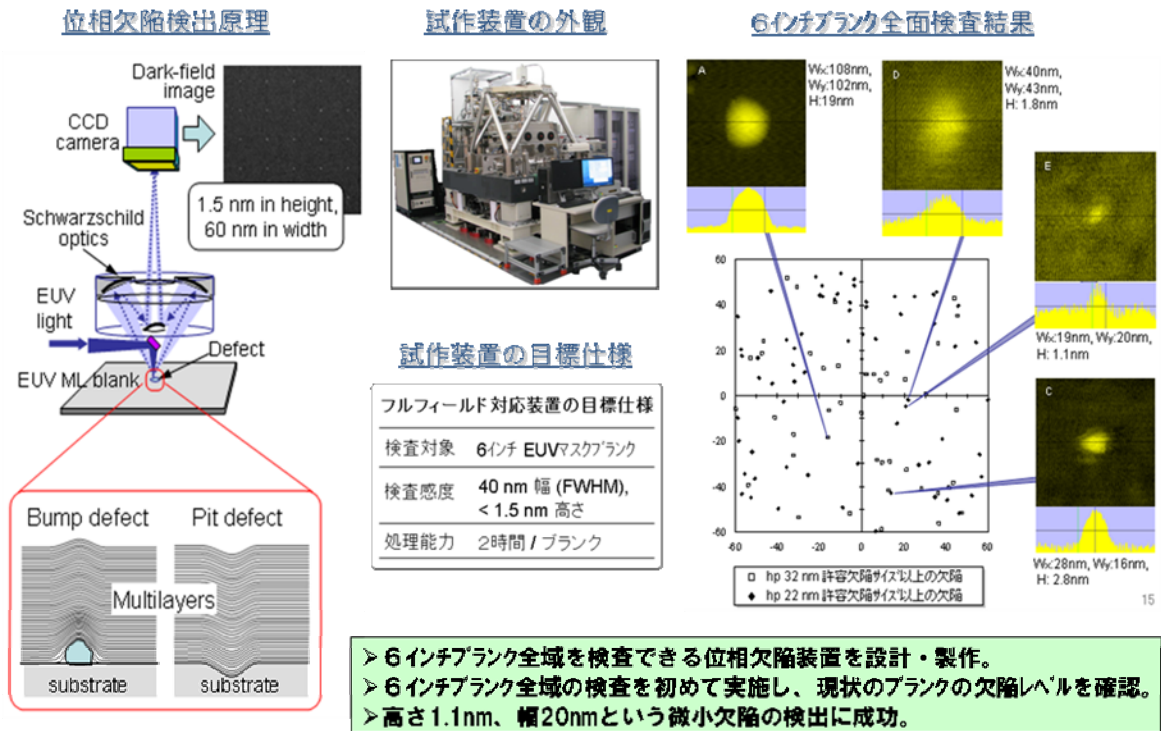 位相欠陥検出原理
試作装置の外観
6インチブランク全面検査結果
Dark-field
image
CCD
camera
1.5 nm in height,
60 nm in width
Schwarzschild
optics
EUV
light
Defect
EUV ML blank
Bump defect
Pit defect
Multilayers
substrate
substrate
試作装置の目標仕様
フルフィールド対応装置の目標仕様
検査対象 6インチ EUVマスクブランク
検査感度 40 nm 幅 (FWHM),
< 1.5 nm 高さ
処理能力 2時間 / ブランク
A
Wx:108nm,
Wy:102nm,
H:19nm
D
Wx:40nm,
Wy:43nm,
H: 1.8nm
E
Wx:19nm, Wy:20nm,
H: 1.1nm
C
Wx:28nm, Wy:16nm,
H: 2.8nm
60
40
20
0
-20
-40
-60
-60 -40 -20 0 20 40 60
□ hp 32 nm 許容欠陥サイズ以上の欠陥
◆ hp 22 nm 許容欠陥サイズ以上の欠陥
15
➢ 6インチブランク全域を検査できる位相欠陥装置を設計・製作。
➢ 6インチブランク全域の検査を初めて実施し、現状のブランクの欠陥レベルを確認。
➢ 高さ1.1nm、幅20nmという微小欠陥の検出に成功。